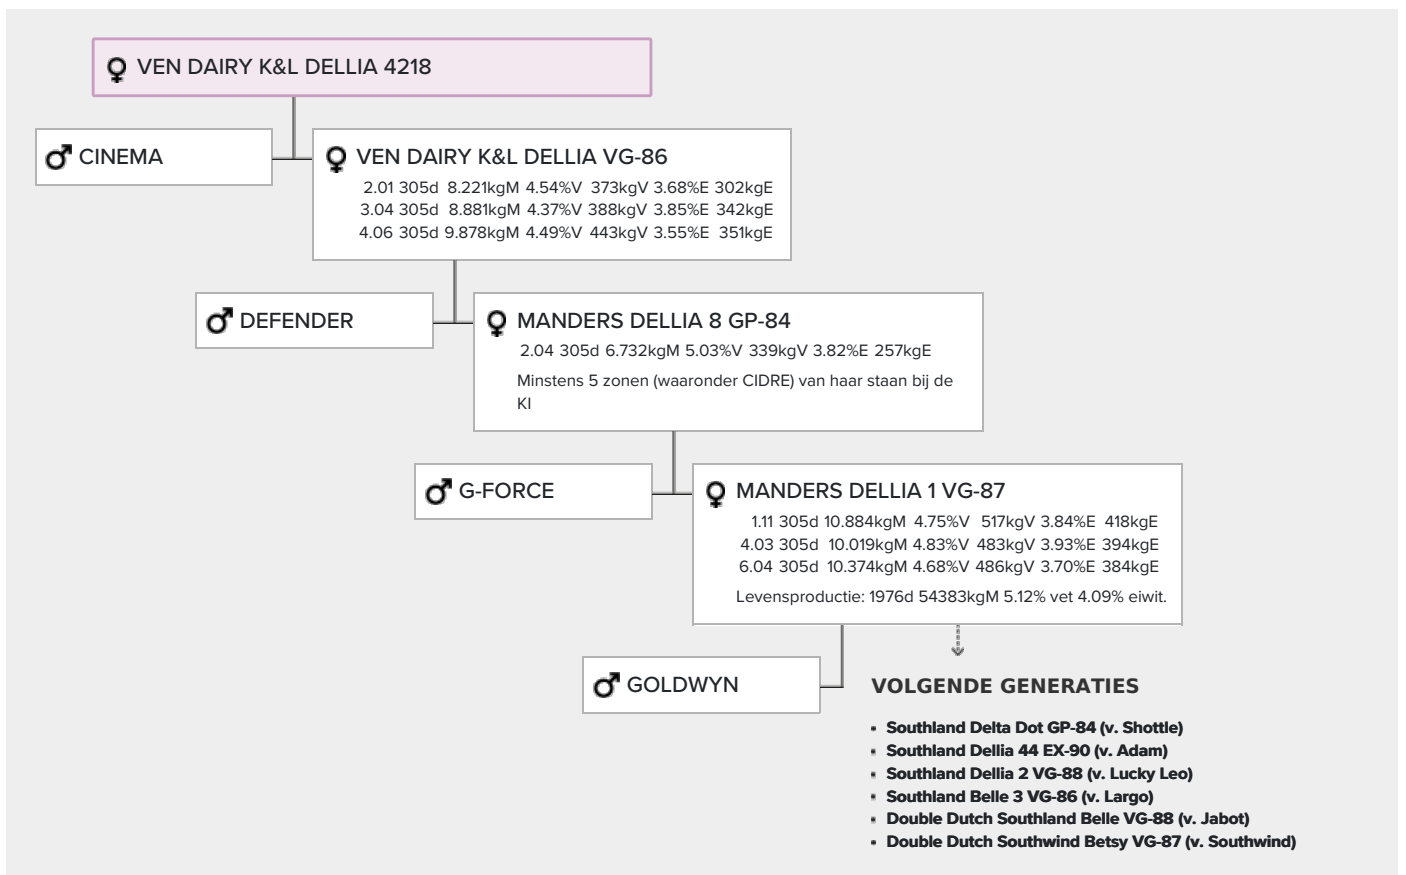 VEN DAIRY K&L DELLIA 4218
CINEMA
VEN DAIRY K&L DELLIA VG-86
2.01 305d 8.221kgM 4.54%V 373kgV 3.68%E 302kgE
3.04 305d 8.881kgM 4.37%V 388kgV 3.85%E 342kgE
4.06 305d 9.878kgM 4.49%V 443kgV 3.55%E 351kgE
DEFENDER
MANDERS DELLIA 8 GP-84
2.04 305d 6.732kgM 5.03%V 339kgV 3.82%E 257kgE
Minstens 5 zonen (waaronder CIDRE) van haar staan bij de
KI
G-FORCE
MANDERS DELLIA 1 VG-87
1.11 305d 10.884kgM 4.75%V 517kgV 3.84%E 418kgE
4.03 305d 10.019kgM 4.83%V 483kgV 3.93%E 394kgE
6.04 305d 10.374kgM 4.68%V 486kgV 3.70%E 384kgE
Levensproductie: 1976d 54383kgM 5.12% vet 4.09% eiwit.
GOLDWYN
VOLGENDE GENERATIES
Southland Delta Dot GP-84 (v. Shottle)
Southland Dellia 44 EX-90 (v. Adam)
Southland Dellia 2 VG-88 (v. Lucky Leo)
Southland Belle 3 VG-86 (v. Largo)
Double Dutch Southland Belle VG-88 (v. Jabot)
Double Dutch Southwind Betsy VG-87 (v. Southwind)